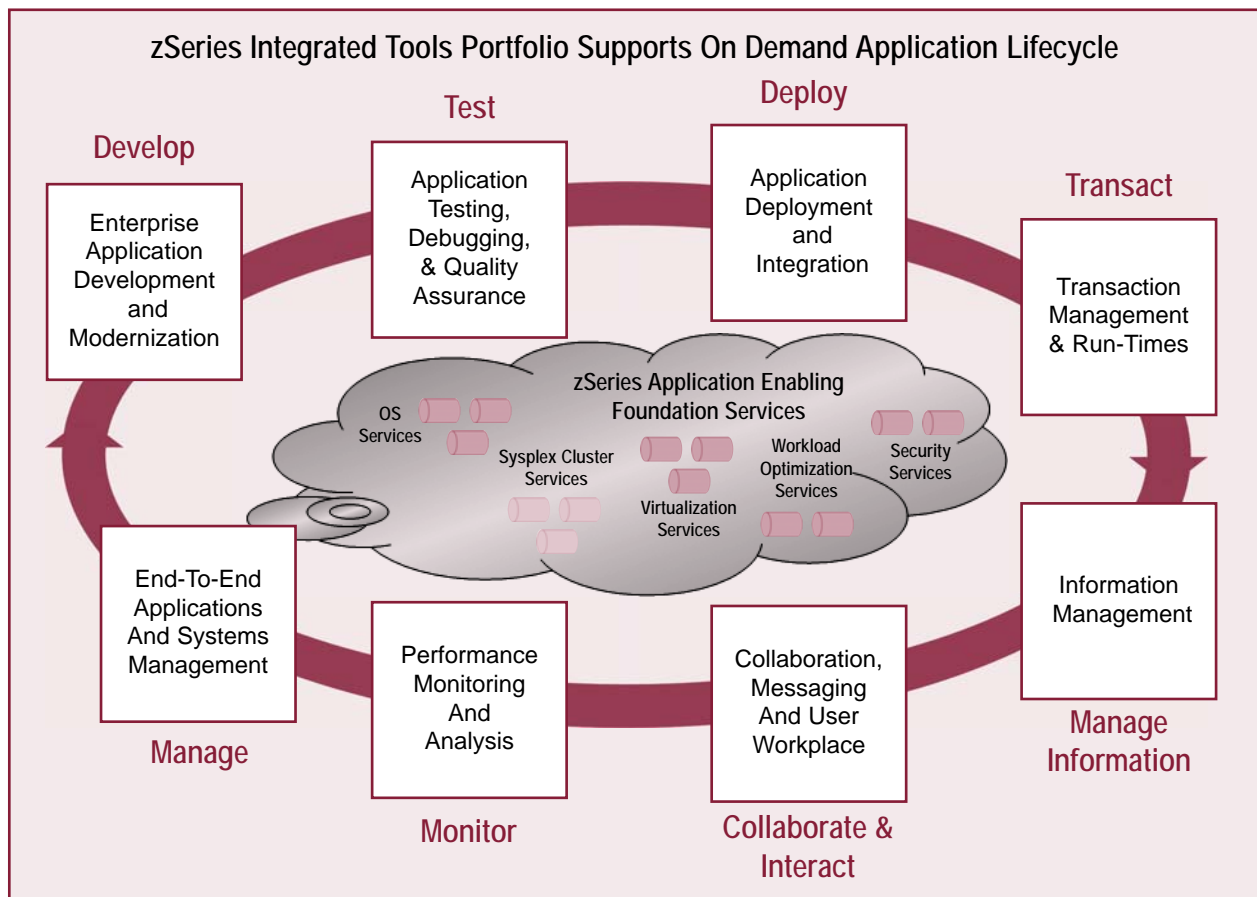 zSeries Integrated Tools Portfolio Supports On Demand Application Lifecycle
Develop
Enterprise
Application
Development
and
Modernization
Test
Application
Testing,
Debugging,
& Quality
Assurance
Deploy
Application
Deployment
and
Integration
Transact
Transaction
Management
& Run-Times
zSeries Application Enabling
Foundation Services
OS
Services
Sysplex Cluster
Services
Virtualization
Services
Workload
Optimization
Services
Security
Services
End-To-End
Applications
And Systems
Management
Manage
Performance
Monitoring
And
Analysis
Monitor
Collaboration,
Messaging
And User
Workplace
Collaborate &
Interact
Information
Management
Manage
Information